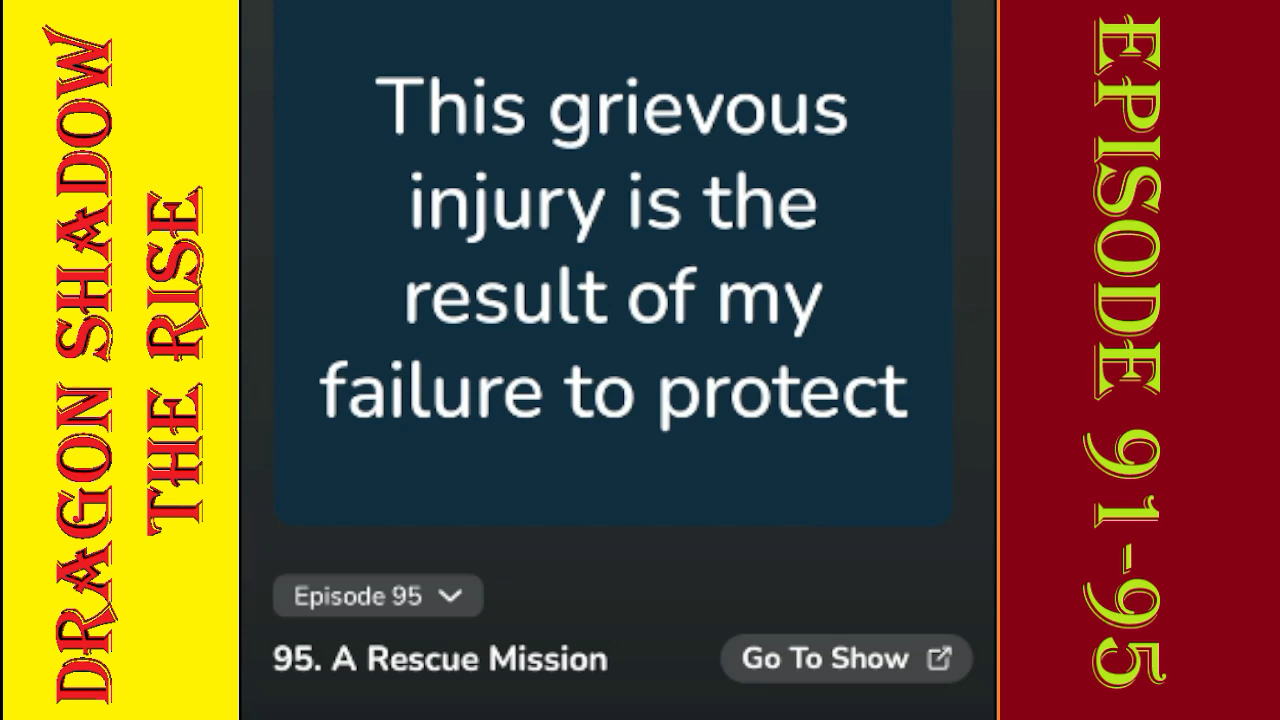 DRAGON SHADOW
THE RISE
This grievous
injury is the
result of my
failure to protect
Episode 95
95. A Rescue Mission
Go To Show
EPISODE 91-95